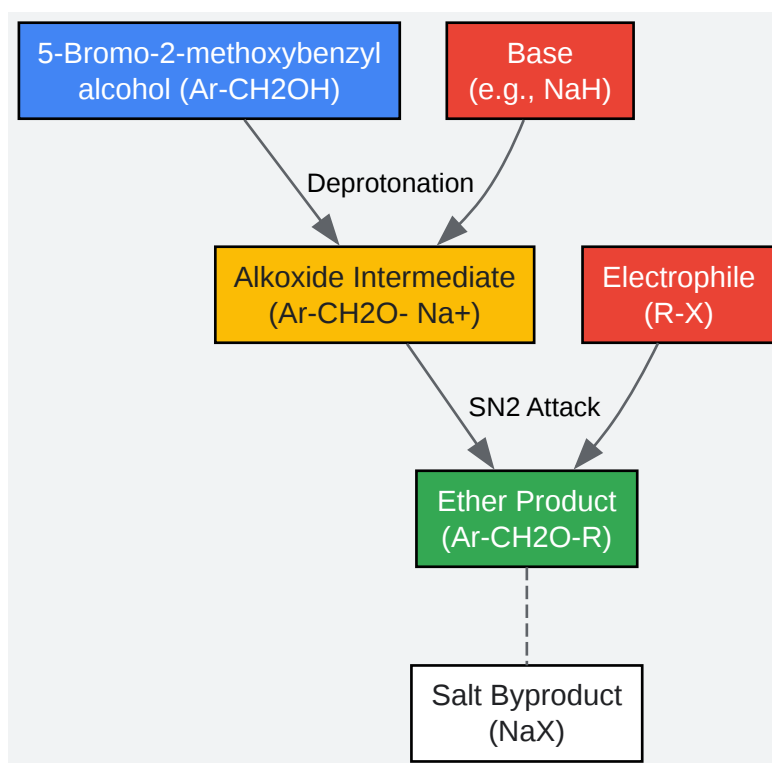 5-Bromo-2-methoxybenzyl
alcohol (Ar-CH2OH)
Base
(e.g., NaH)
Deprotonation
Alkoxide Intermediate
(Ar-CH2O- Na+)
Electrophile
(R-X)
SN2 Attack
Ether Product
(Ar-CH2O-R)
Salt Byproduct
(NaX)